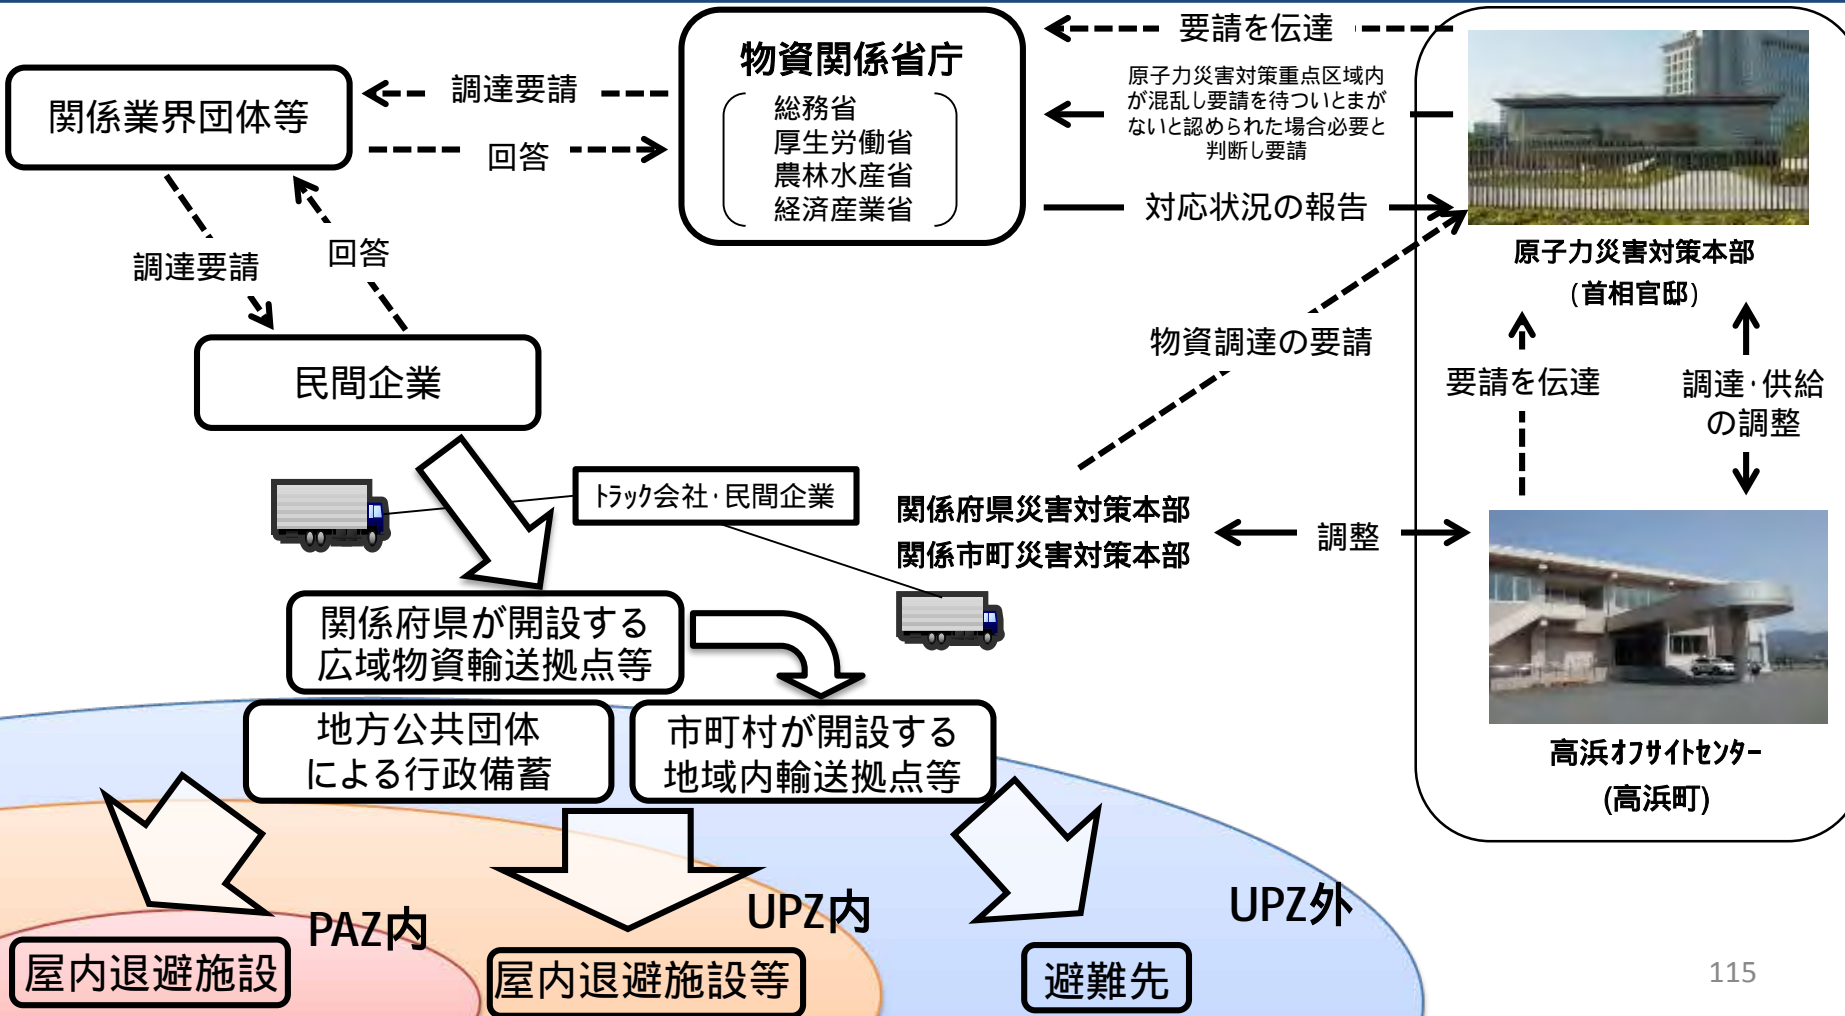 要請を伝達
物資関係省庁
総務省
厚生労働省
農林水産省
経済産業省
調達要請
関係業界団体等
回答
原子力災害対策重点区域内
が混乱し要請を待ついとまが
ないと認められた場合必要と
判断し要請
対応状況の報告
原子力災害対策本部
(首相官邸)
調達要請
回答
物資調達の要請
民間企業
要請を伝達
調達・供給
の調整
トラック会社・民間企業
関係府県災害対策本部
関係市町災害対策本部
調整
関係府県が開設する
広域物資輸送拠点等
地方公共団体
による行政備蓄
市町村が開設する
地域内輸送拠点等
高浜オフサイトセンター
(高浜町)
PAZ内
UPZ内
UPZ外
屋内退避施設
屋内退避施設等
避難先
115